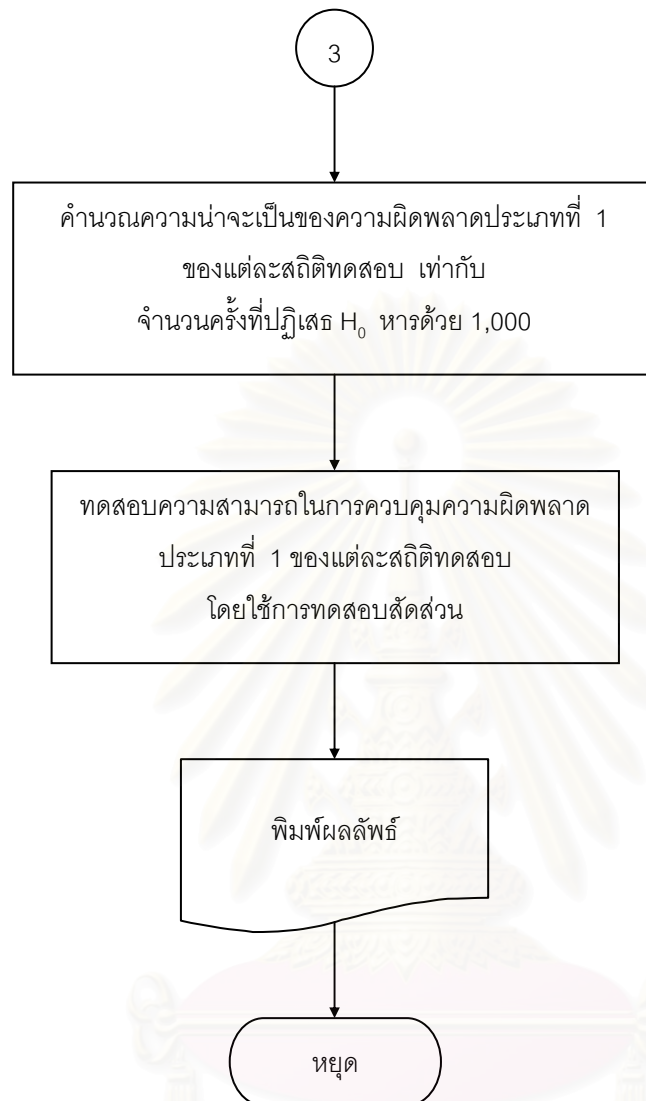 3
คำนวณความน่าจะเป็นของความผิดพลาดประเภทที่ 1
ของแต่ละสถิติทดสอบ เท่ากับ
จำนวนครั้งที่ปฏิเสธ H₀ หารด้วย 1,000
ทดสอบความสามารถในการควบคุมความผิดพลาด
ประเภทที่ 1 ของแต่ละสถิติทดสอบ
โดยใช้การทดสอบสัดส่วน
พิมพ์ผลลัพธ์
หยุด